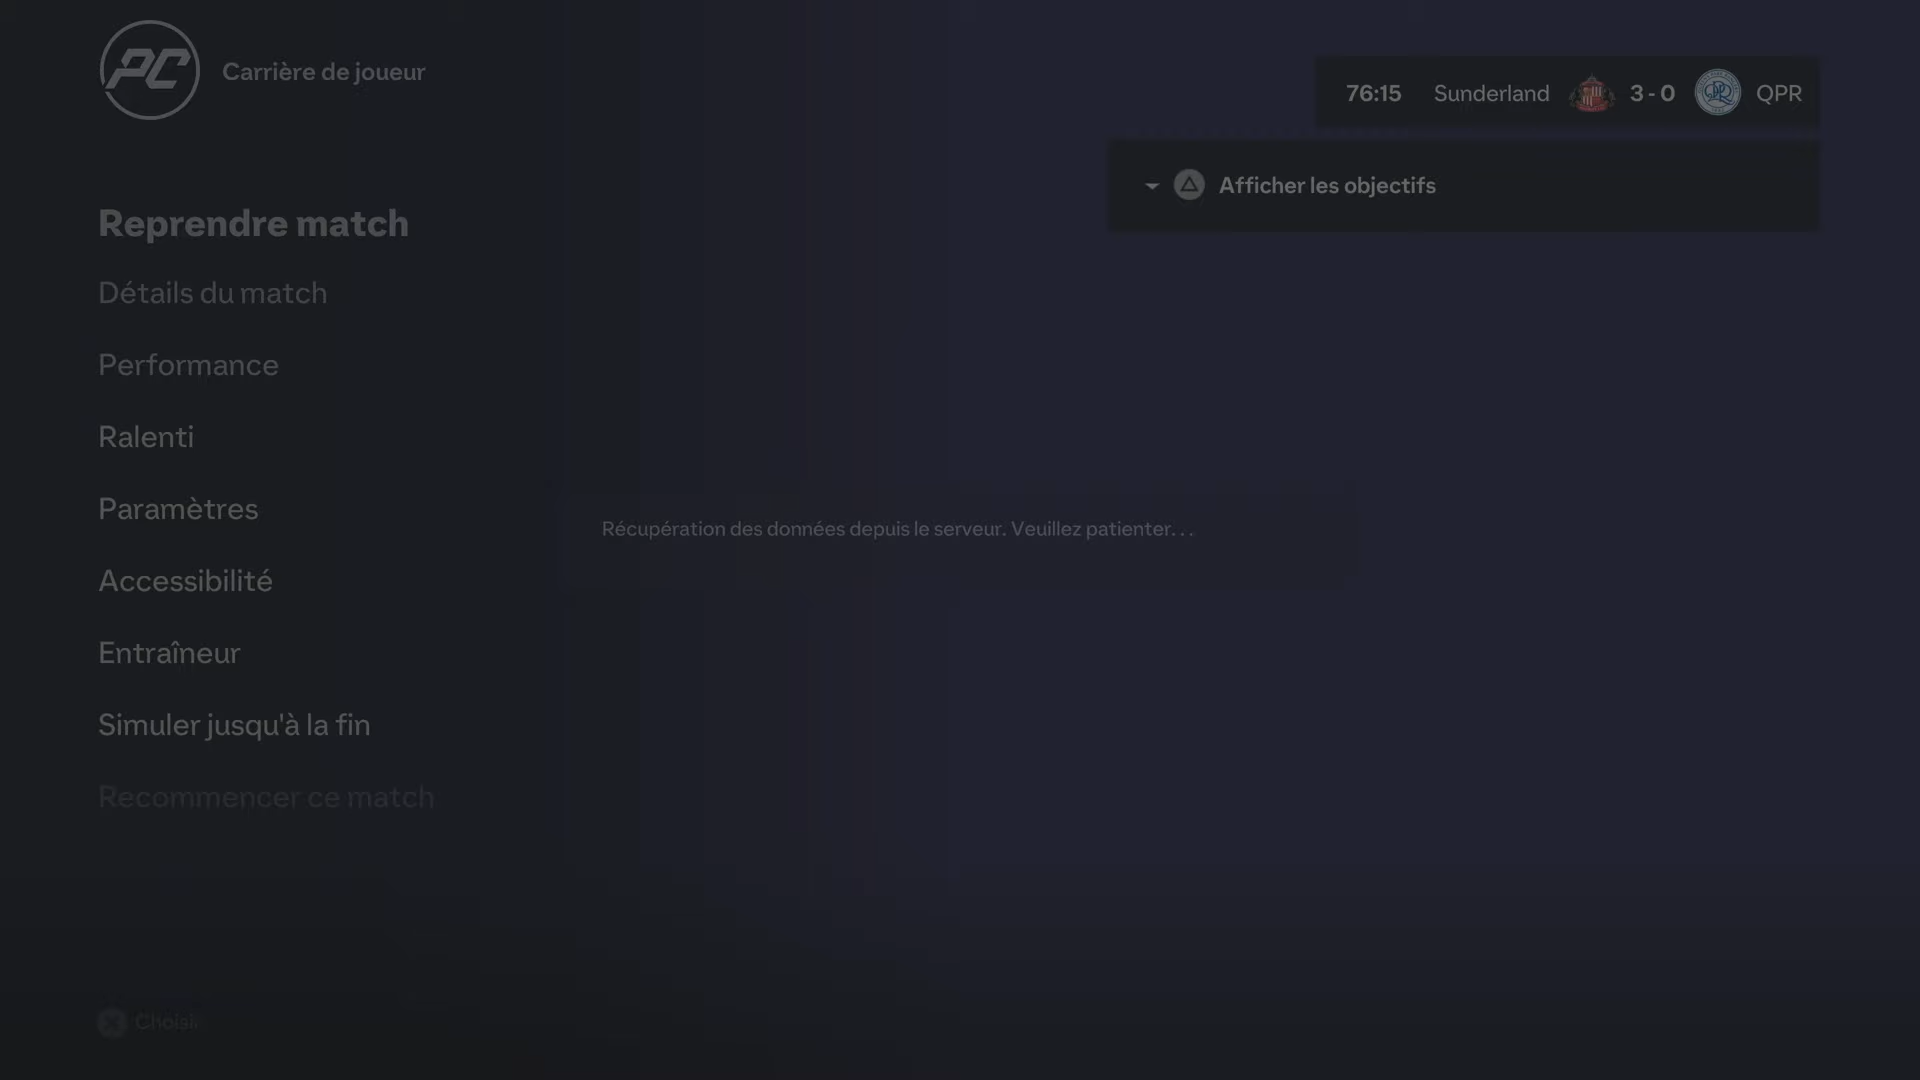 PC Carrière de joueur
76:15 Sunderland 3 - 0 QPR
Afficher les objectifs
Reprendre match
Détails du match
Performance
Ralenti
Paramètres
Récupération des données depuis le serveur. Veuillez patienter. . .
Accessibilité
Entraîneur
Simuler jusqu'à la fin
Recommencer ce match
Choisir